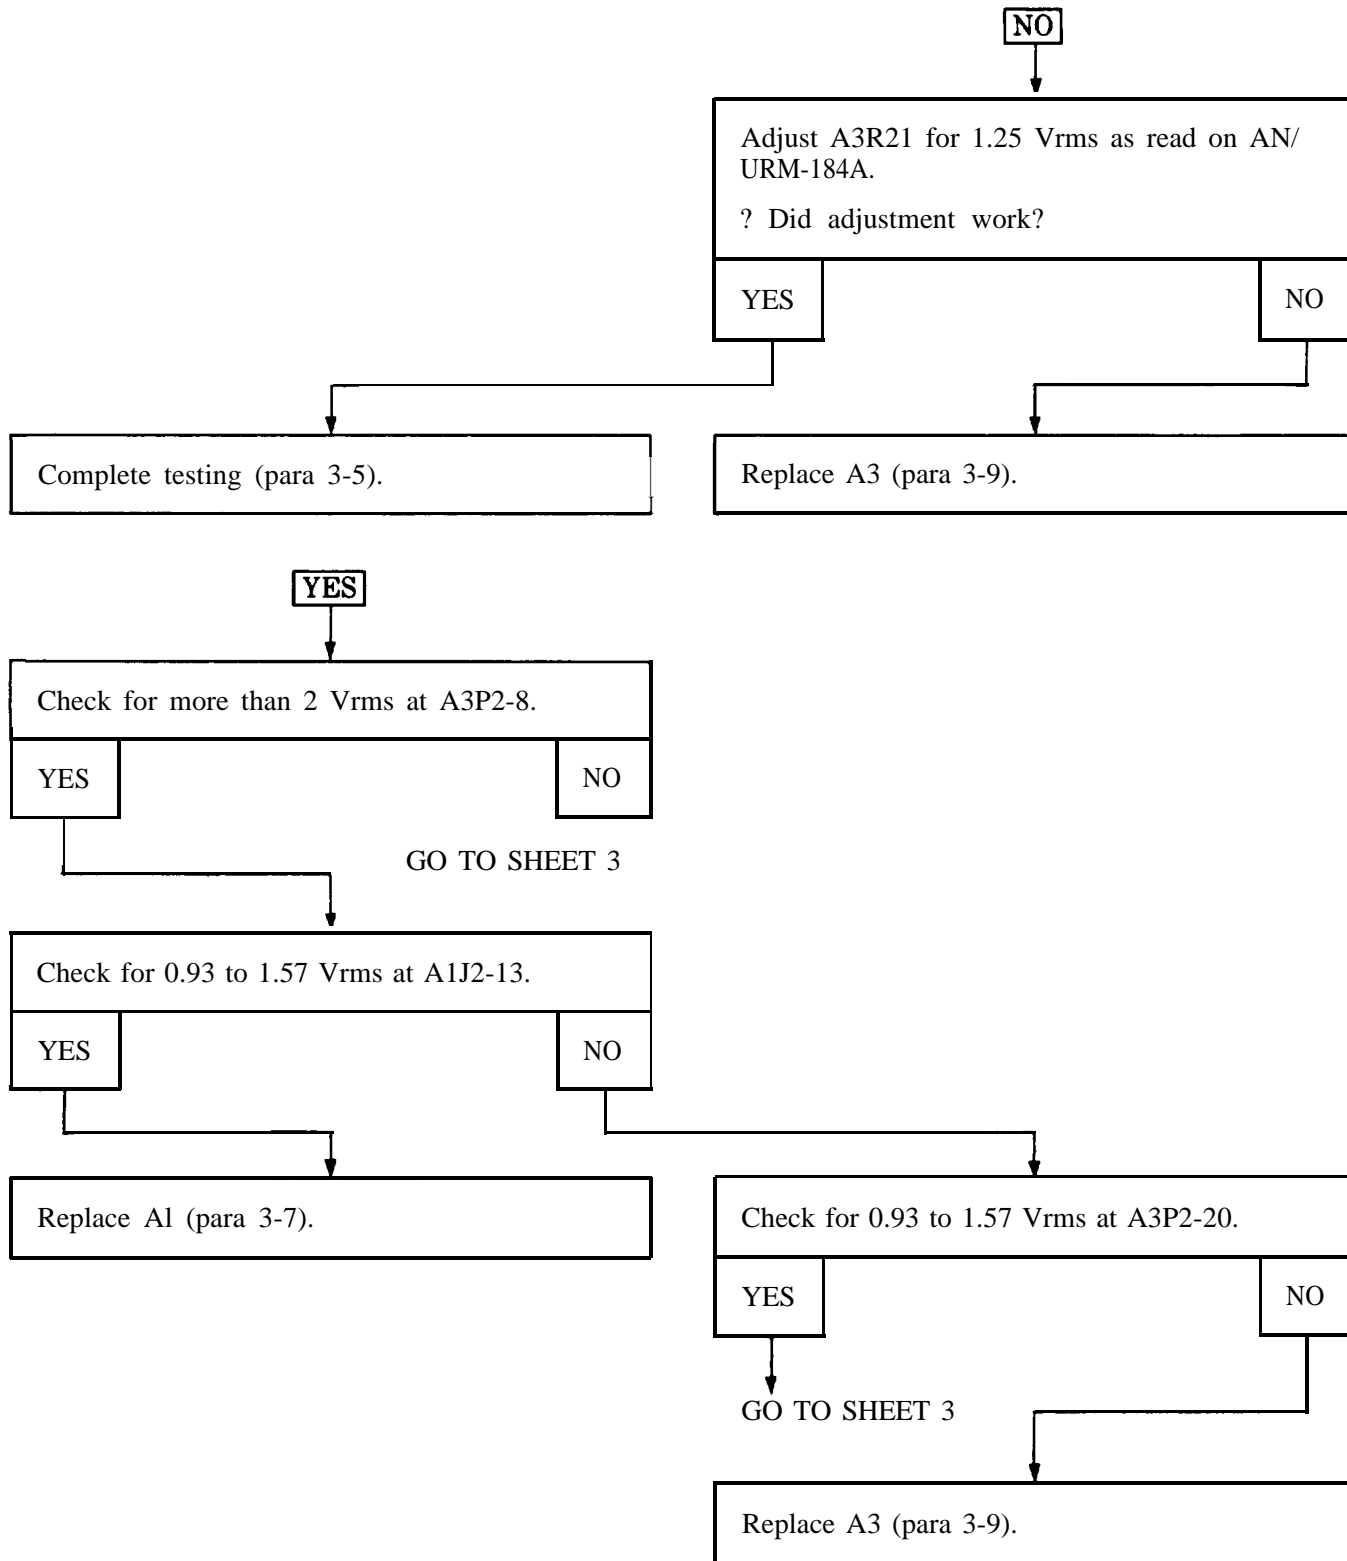 NO
Adjust A3R21 for 1.25 Vrms as read on AN/
URM-184A.
? Did adjustment work?
YES
NO
Complete testing (para 3-5).
Replace A3 (para 3-9).
YES
Check for more than 2 Vrms at A3P2-8.
YES
NO
GO TO SHEET 3
Check for 0.93 to 1.57 Vrms at A1J2-13.
YES
NO
Replace Al (para 3-7).
Check for 0.93 to 1.57 Vrms at A3P2-20.
YES
NO
GO TO SHEET 3
Replace A3 (para 3-9).